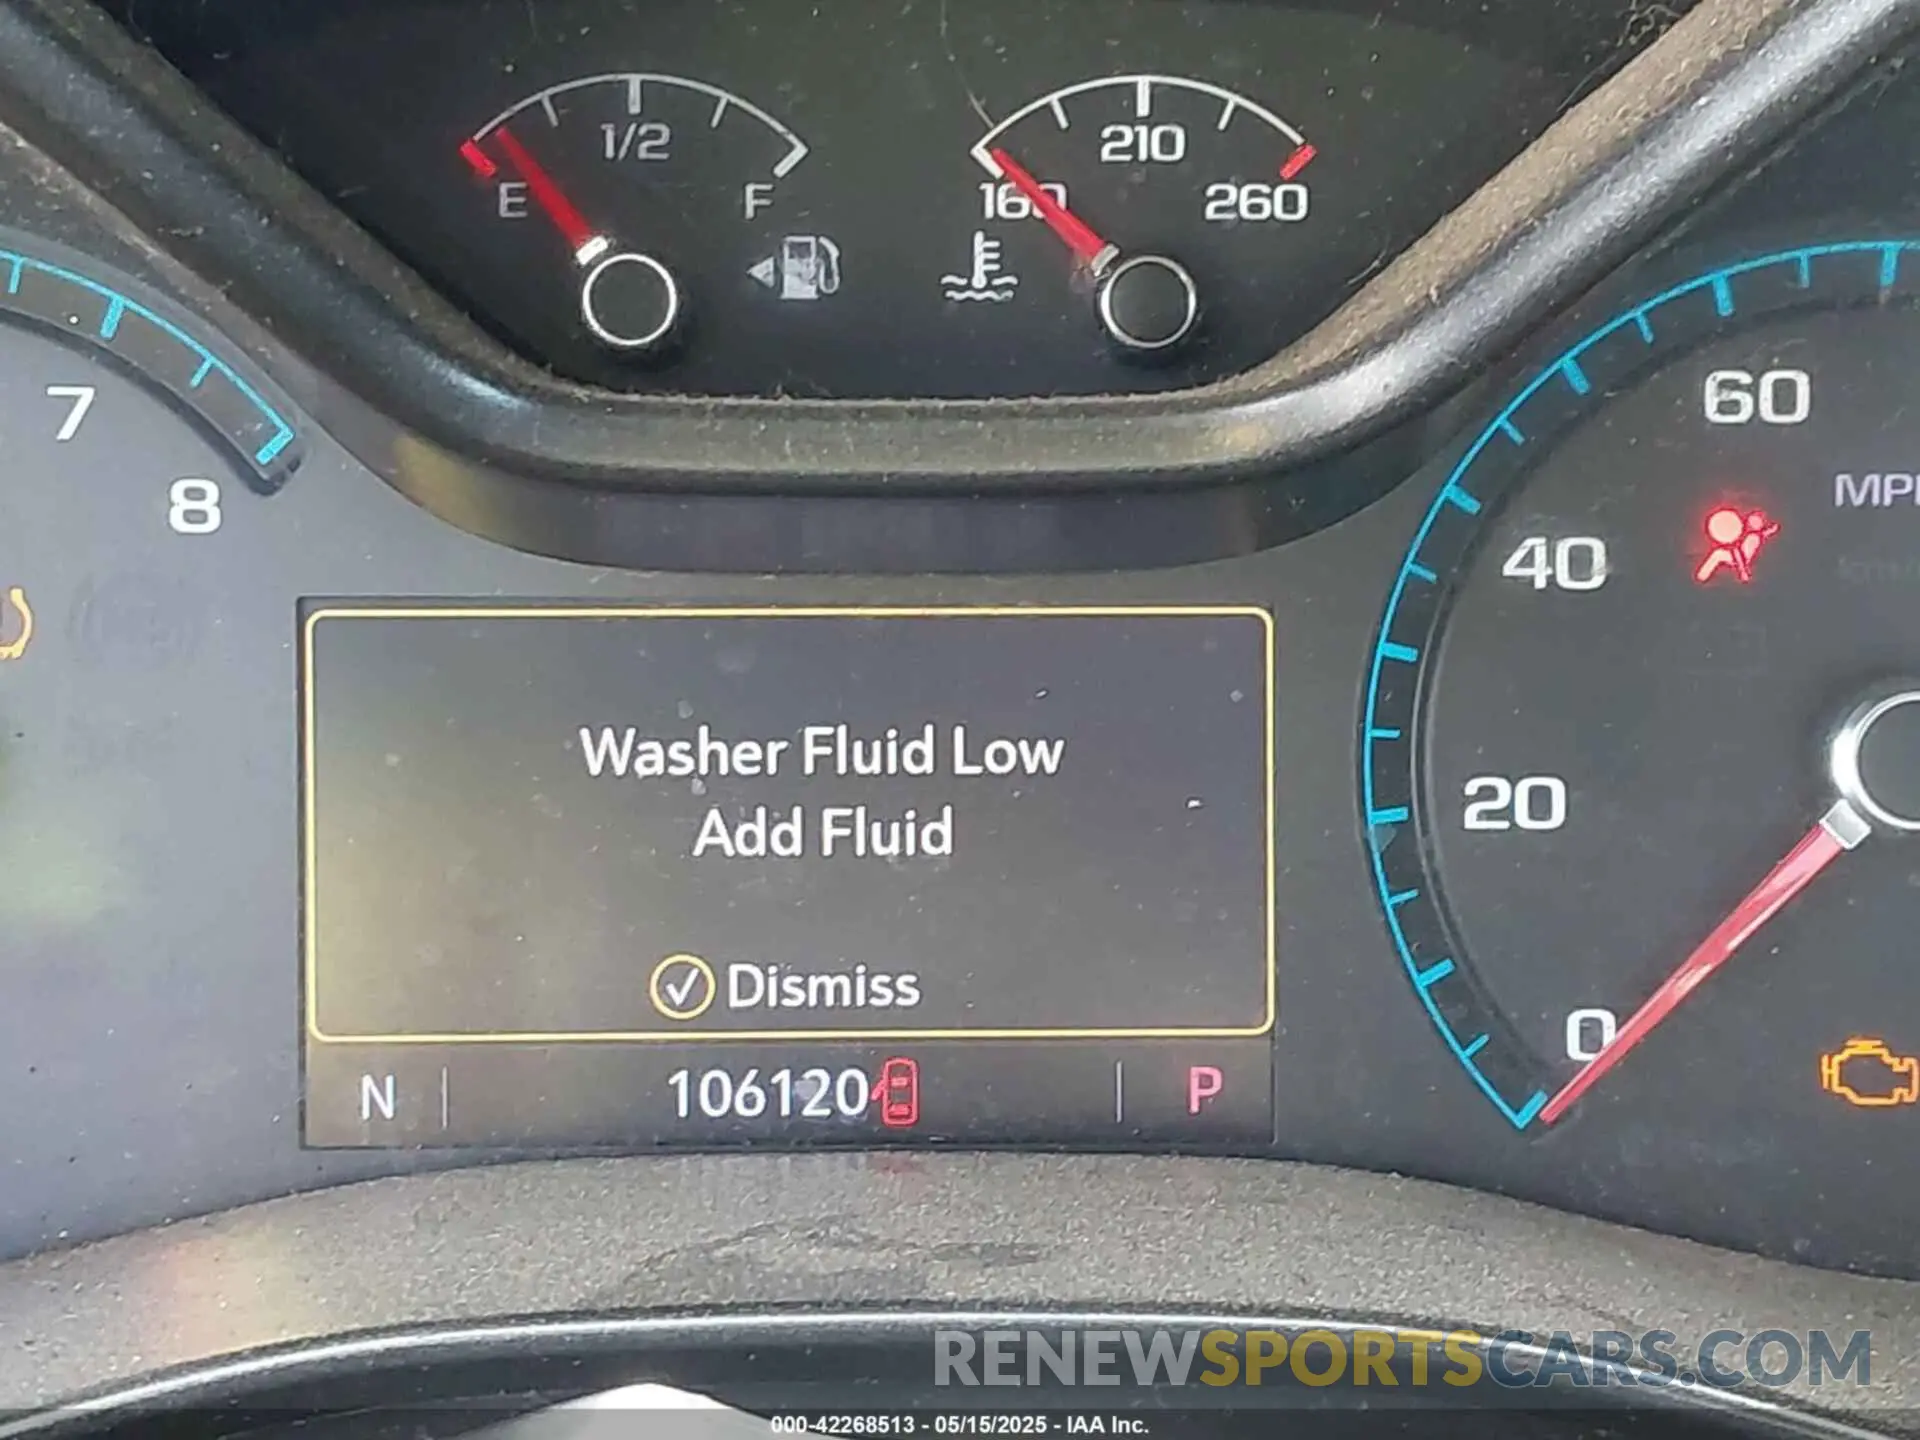 1/2
210
E
F
160
260
7
8
60
MP
40
20
0
Washer Fluid Low
Add Fluid
Dismiss
N
106120
P
RENEWSPORTSCARS.COM
000-42268513 - 05/15/2025 - IAA Inc.